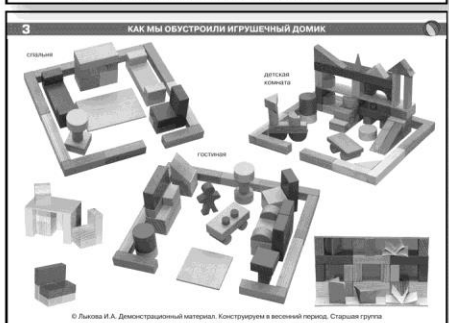 3
КАК МЫ ОБУСТРОИЛИ ИГРУШЕЧНЫЙ ДОМИК
спальня
детская
комната
гостиная
© Лыкова И.А. Демонстрационный материал. Конструируем в весенний период. Старшая группа